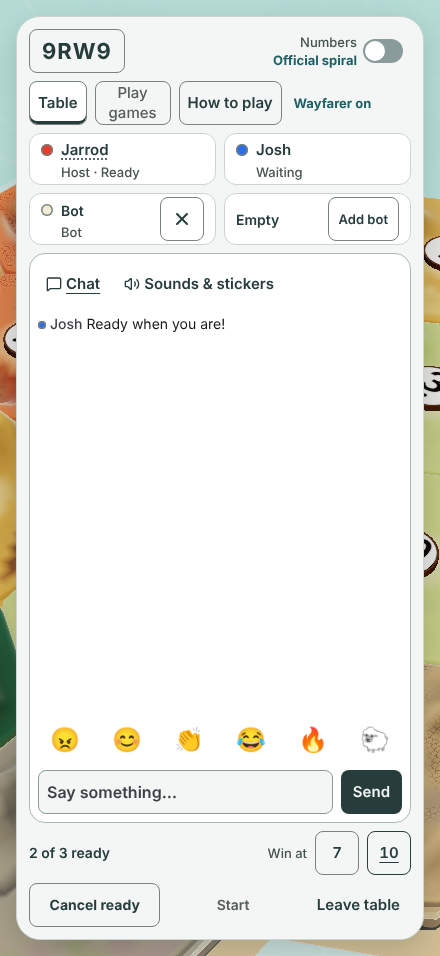 9RW9
Numbers
Official spiral
Table
Play
games
How to play
Wayfarer on
Jarrod
Host · Ready
Josh
Waiting
Bot
Bot
Empty
Add bot
Chat
Sounds & stickers
Josh Ready when you are!
Say something...
Send
2 of 3 ready
Win at
7
10
Cancel ready
Start
Leave table